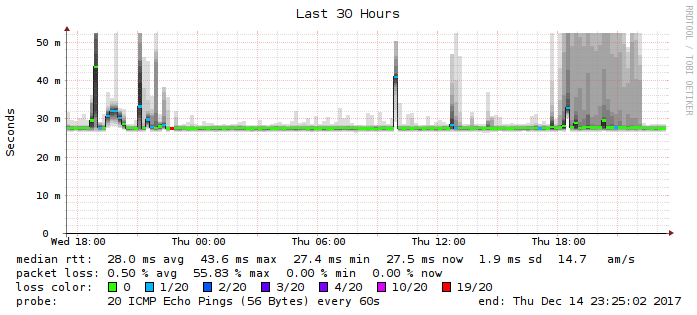 Last 30 Hours
RRDTOOL / TOBI OETIKER
Seconds
50 m
40 m
30 m
20 m
10 m
0
Wed 18:00 Thu 00:00 Thu 06:00 Thu 12:00 Thu 18:00
median rtt: 28.0 ms avg 43.6 ms max 27.4 ms min 27.5 ms now 1.9 ms sd 14.7 am/s
packet loss: 0.50 % avg 55.83 % max 0.00 % min 0.00 % now
loss color: 0 1/20 2/20 3/20 4/20 10/20 19/20
probe: 20 ICMP Echo Pings (56 Bytes) every 60s end: Thu Dec 14 23:25:02 2017